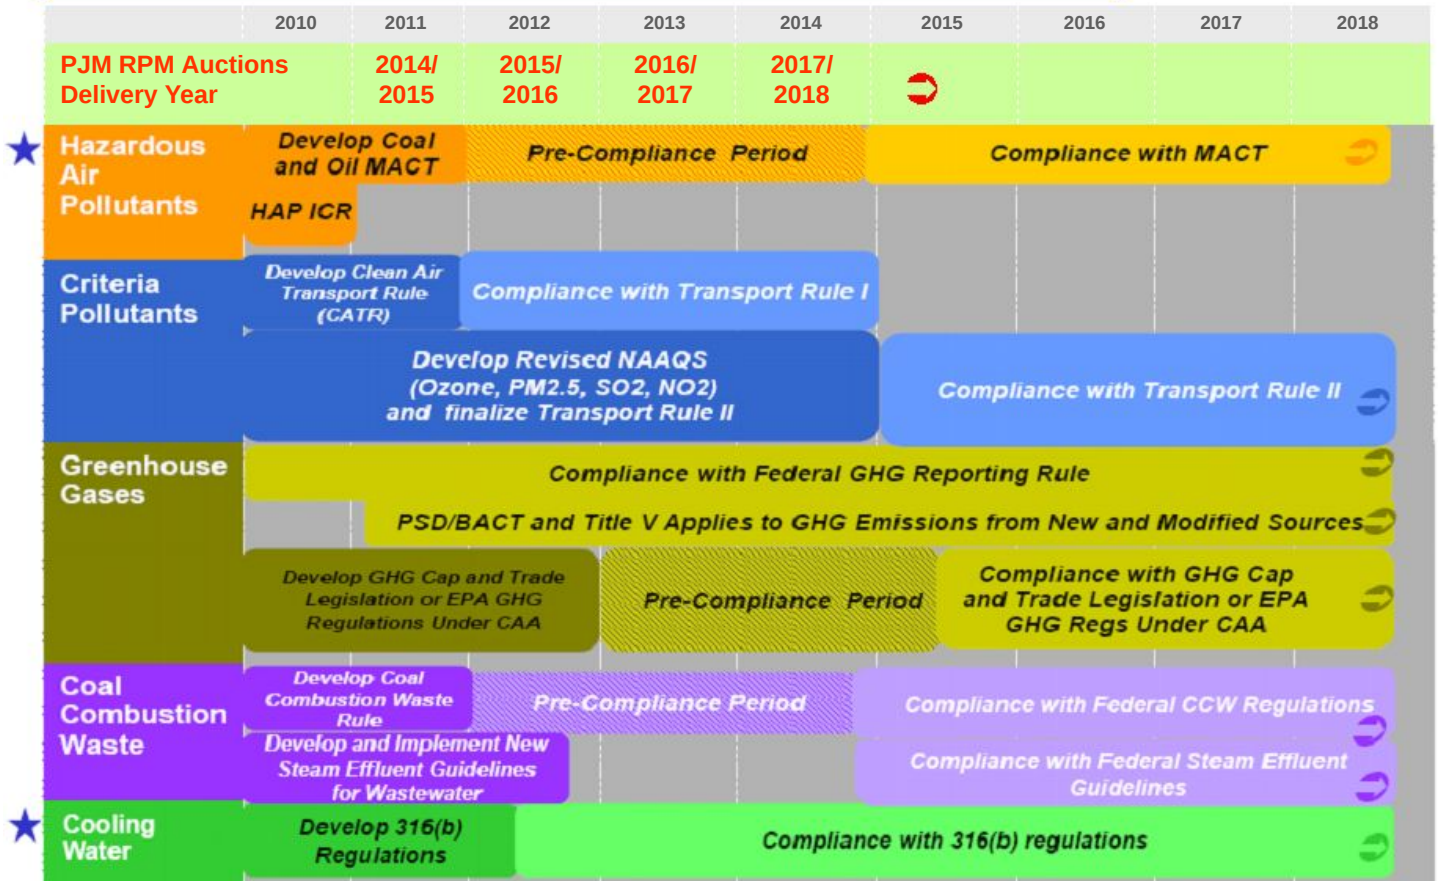 2010 2011 2012 2013 2014 2015 2016 2017 2018
PJM RPM Auctions
Delivery Year
2014/
2015
2015/
2016
2016/
2017
2017/
2018
Hazardous
Air
Pollutants
Develop Coal
and Oil MACT
Pre-Compliance Period
Compliance with MACT
HAP ICR
Criteria
Pollutants
Develop Clean Air
Transport Rule
(CATR)
Compliance with Transport Rule I
Develop Revised NAAQS
(Ozone, PM2.5, SO2, NO2)
and finalize Transport Rule II
Compliance with Transport Rule II
Greenhouse
Gases
Compliance with Federal GHG Reporting Rule
PSD/BACT and Title V Applies to GHG Emissions from New and Modified Sources
Develop GHG Cap and Trade
Legislation or EPA GHG
Regulations Under CAA
Pre-Compliance Period
Compliance with GHG Cap
and Trade Legislation or EPA
GHG Regs Under CAA
Coal
Combustion
Waste
Develop Coal
Combustion Waste
Rule
Pre-Compliance Period
Compliance with Federal CCW Regulations
Develop and Implement New
Steam Effluent Guidelines
for Wastewater
Compliance with Federal Steam Effluent
Guidelines
Cooling
Water
Develop 316(b)
Regulations
Compliance with 316(b) regulations